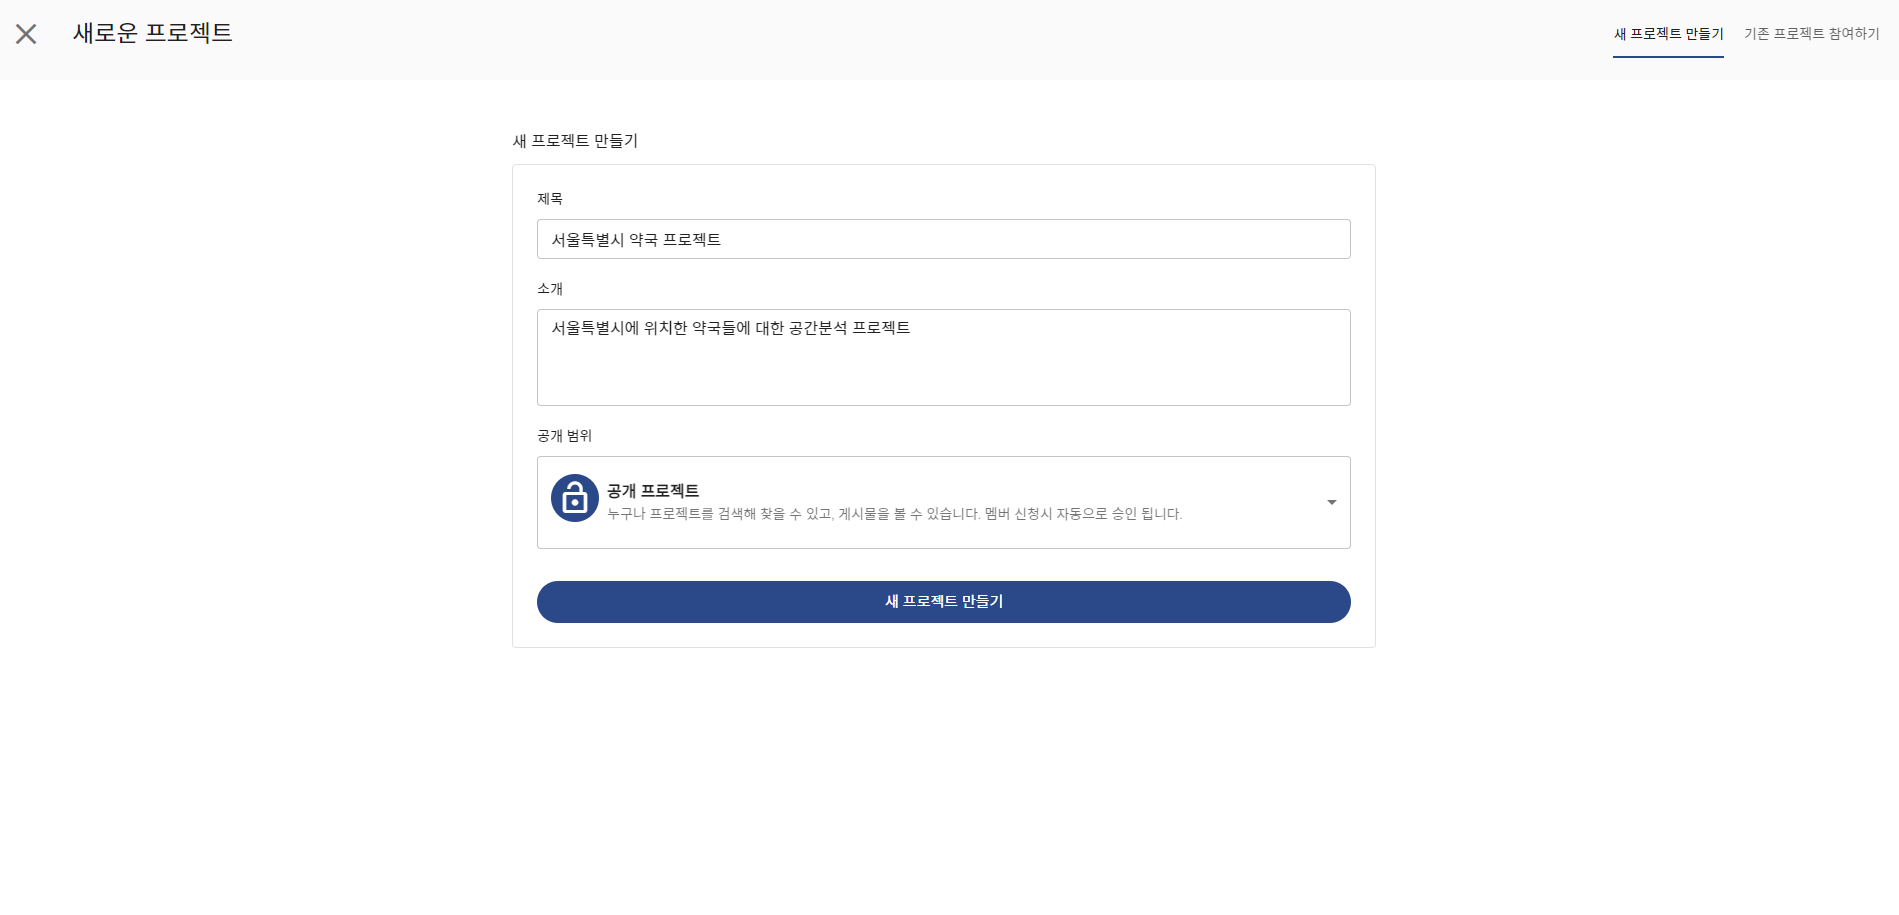 새로운 프로젝트
새 프로젝트 만들기
기존 프로젝트 참여하기
새 프로젝트 만들기
제목
서울특별시 약국 프로젝트
소개
서울특별시에 위치한 약국들에 대한 공간분석 프로젝트
공개 범위
공개 프로젝트
누구나 프로젝트를 검색해 찾을 수 있고, 게시물을 볼 수 있습니다. 멤버 신청시 자동으로 승인 됩니다.
새 프로젝트 만들기